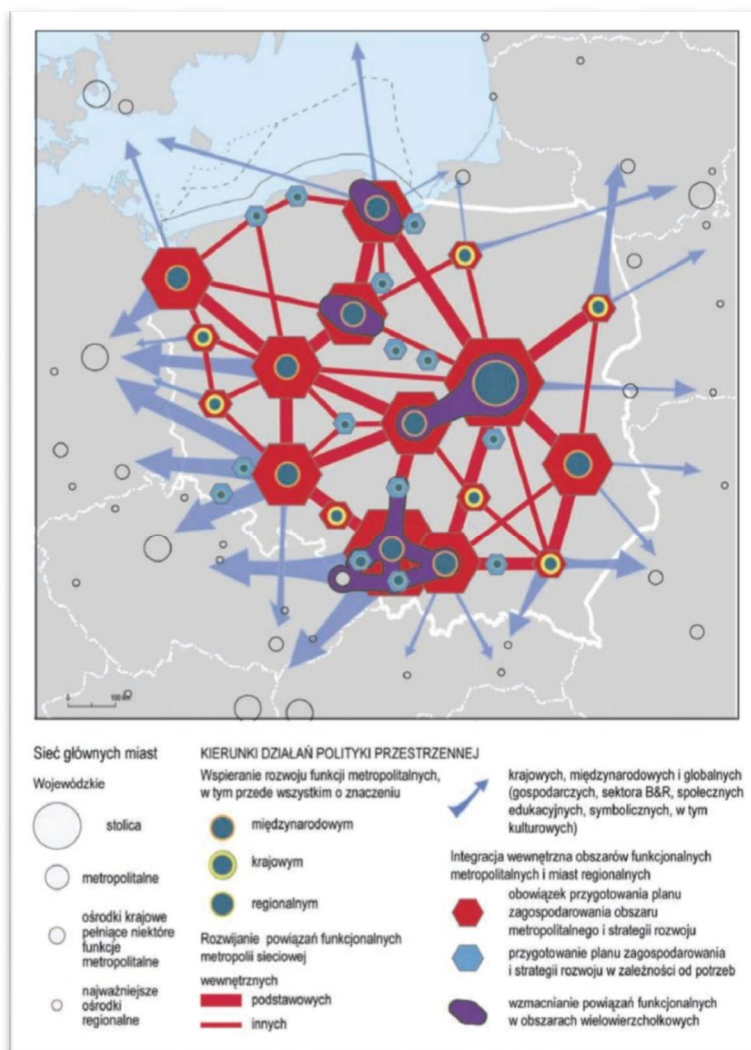 0
100 km
Sieć głównych miast
Wojewódzkie
stolica
metropolitalne
ośrodki krajowe
pełniące niektóre
funkcje
metropolitalne
najważniejsze
ośrodki
regionalne
KIERUNKI DZIAŁAŃ POLITYKI PRZESTRZENNEJ
Wspieranie rozwoju funkcji metropolitalnych,
w tym przede wszystkim o znaczeniu
międzynarodowym
krajowym
regionalnym
Rozwijanie powiązań funkcjonalnych
metropolii sieciowej
wewnętrznych
podstawowych
innych
krajowych, międzynarodowych i globalnych
(gospodarczych, sektora B&R, społecznych
edukacyjnych, symbolicznych, w tym
kulturowych)
Integracja wewnętrzna obszarów funkcjonalnych
metropolitalnych i miast regionalnych
obowiązek przygotowania planu
zagospodarowania obszaru
metropolitalnego i strategii rozwoju
przygotowanie planu zagospodarowania
i strategii rozwoju w zależności od potrzeb
wzmacnianie powiązań funkcjonalnych
w obszarach wielowierzchołkowych